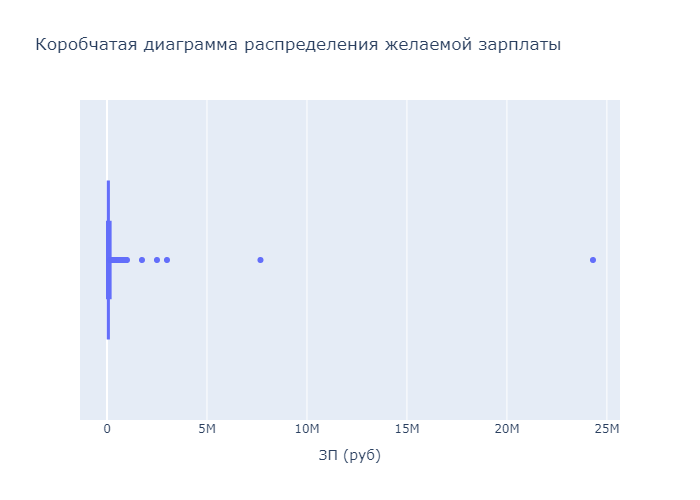 Коробчатая диаграмма распределения желаемой зарплаты
0 5M 10M 15M 20M 25M
ЗП (руб)